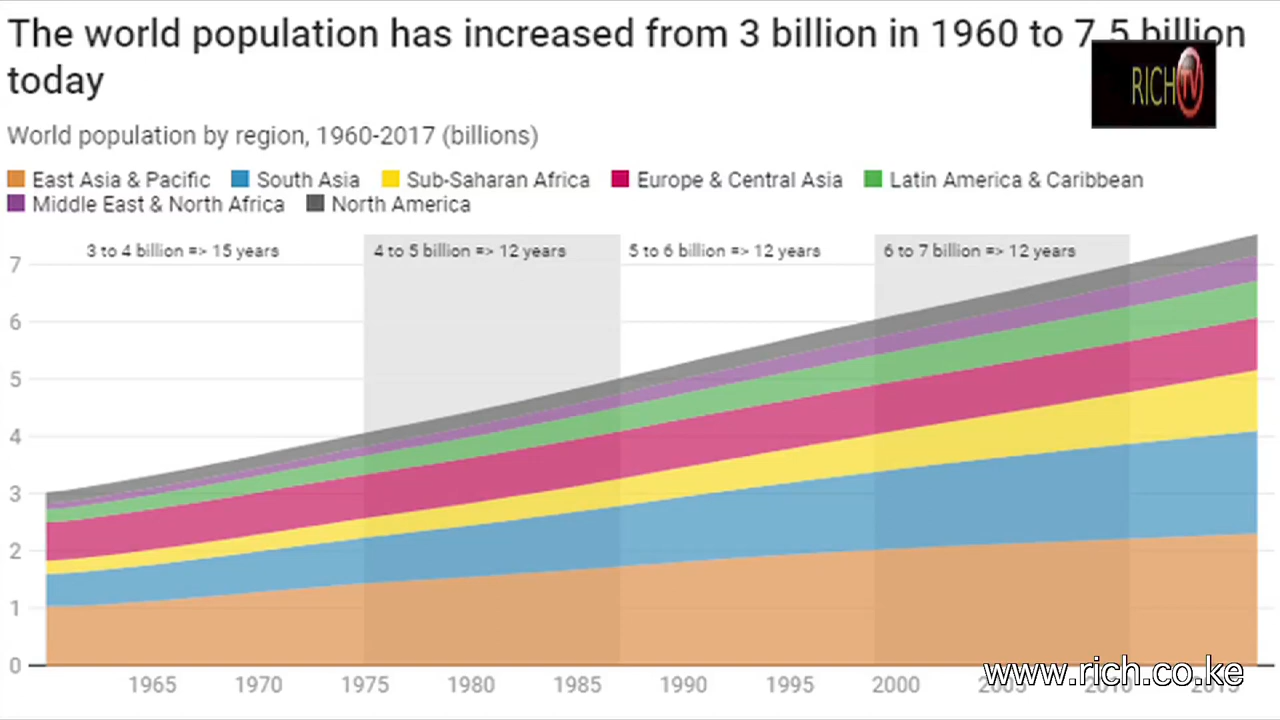 The world population has increased from 3 billion in 1960 to 7.5 billion
today
RICH TV
World population by region, 1960-2017 (billions)
East Asia & Pacific South Asia Sub-Saharan Africa Europe & Central Asia Latin America & Caribbean
Middle East & North Africa North America
3 to 4 billion => 15 years 4 to 5 billion => 12 years 5 to 6 billion => 12 years 6 to 7 billion => 12 years
7
6
5
4
3
2
1
0
www.rich.co.ke
1965 1970 1975 1980 1985 1990 1995 2000 2005 2010 2015